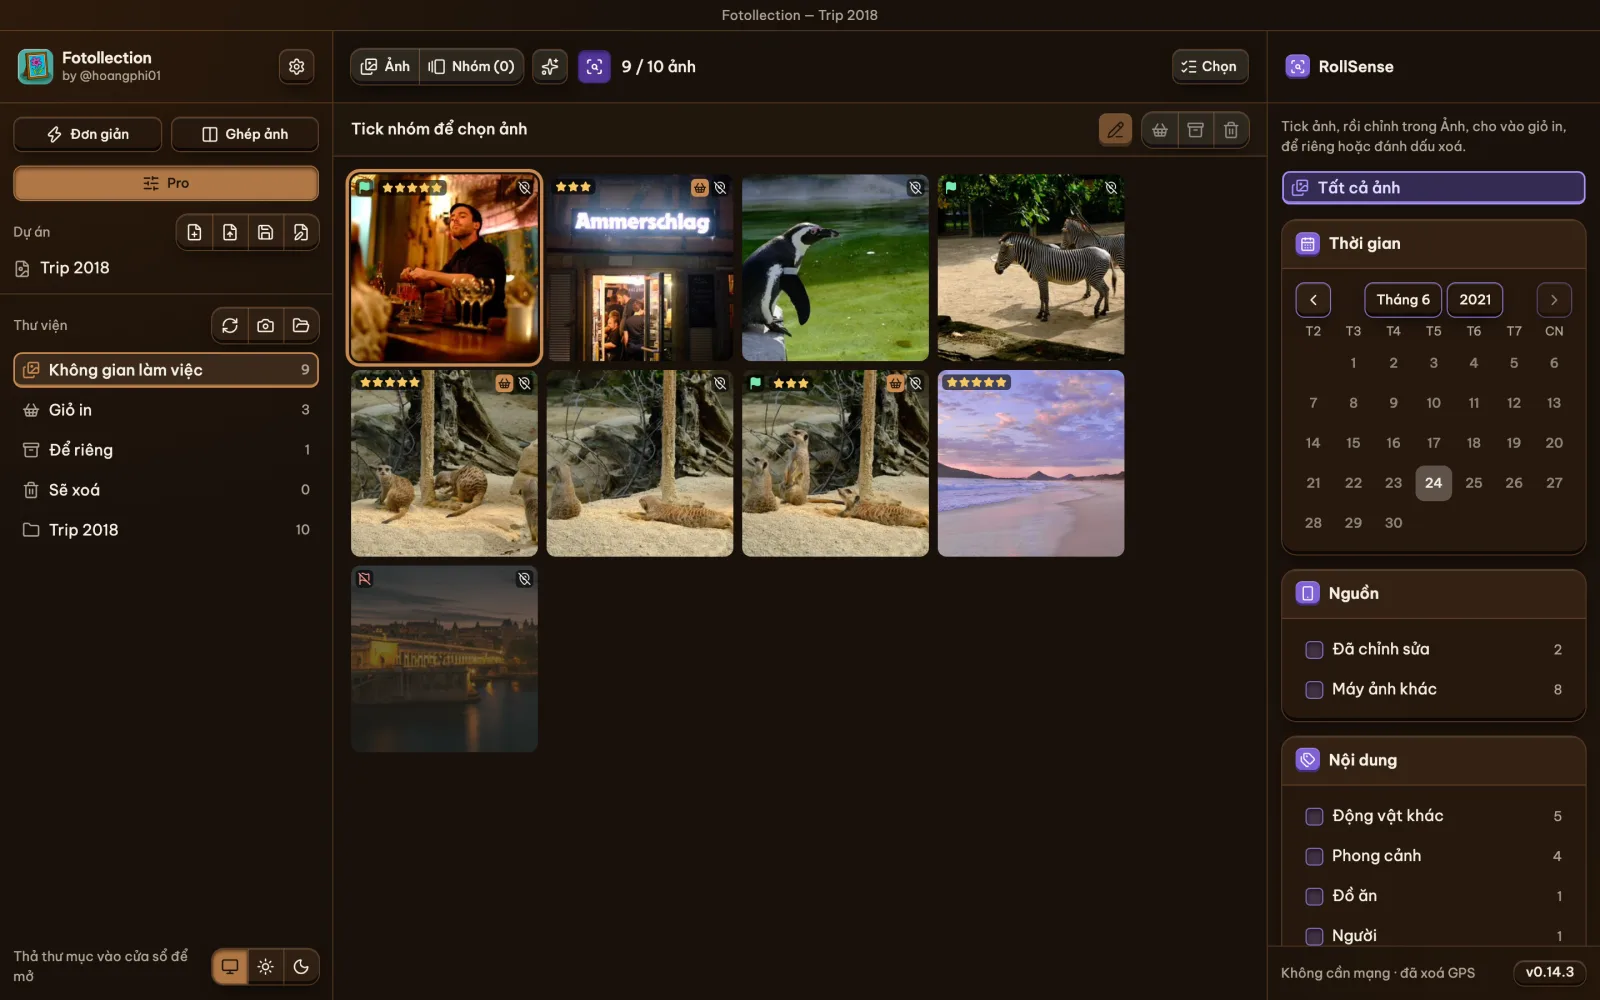 Fotollection — Trip 2018
Fotollection
by @hoangphi01
Đơn giản
Ghép ảnh
Pro
Dự án
Trip 2018
Thư viện
Không gian làm việc 9
Giỏ in 3
Để riêng 1
Sẽ xoá 0
Trip 2018 10
Thả thư mục vào cửa sổ để
mở
Ảnh
Nhóm (0)
9 / 10 ảnh
Chọn
Tick nhóm để chọn ảnh
Ammerschlag
RollSense
Tick ảnh, rồi chỉnh trong Ảnh, cho vào giỏ in,
để riêng hoặc đánh dấu xoá.
Tất cả ảnh
Thời gian
Tháng 6 2021
T2 T3 T4 T5 T6 T7 CN
1 2 3 4 5 6
7 8 9 10 11 12 13
14 15 16 17 18 19 20
21 22 23 24 25 26 27
28 29 30
Nguồn
Đã chỉnh sửa 2
Máy ảnh khác 8
Nội dung
Động vật khác 5
Phong cảnh 4
Đồ ăn 1
Người 1
Không cần mạng · đã xoá GPS
v0.14.3